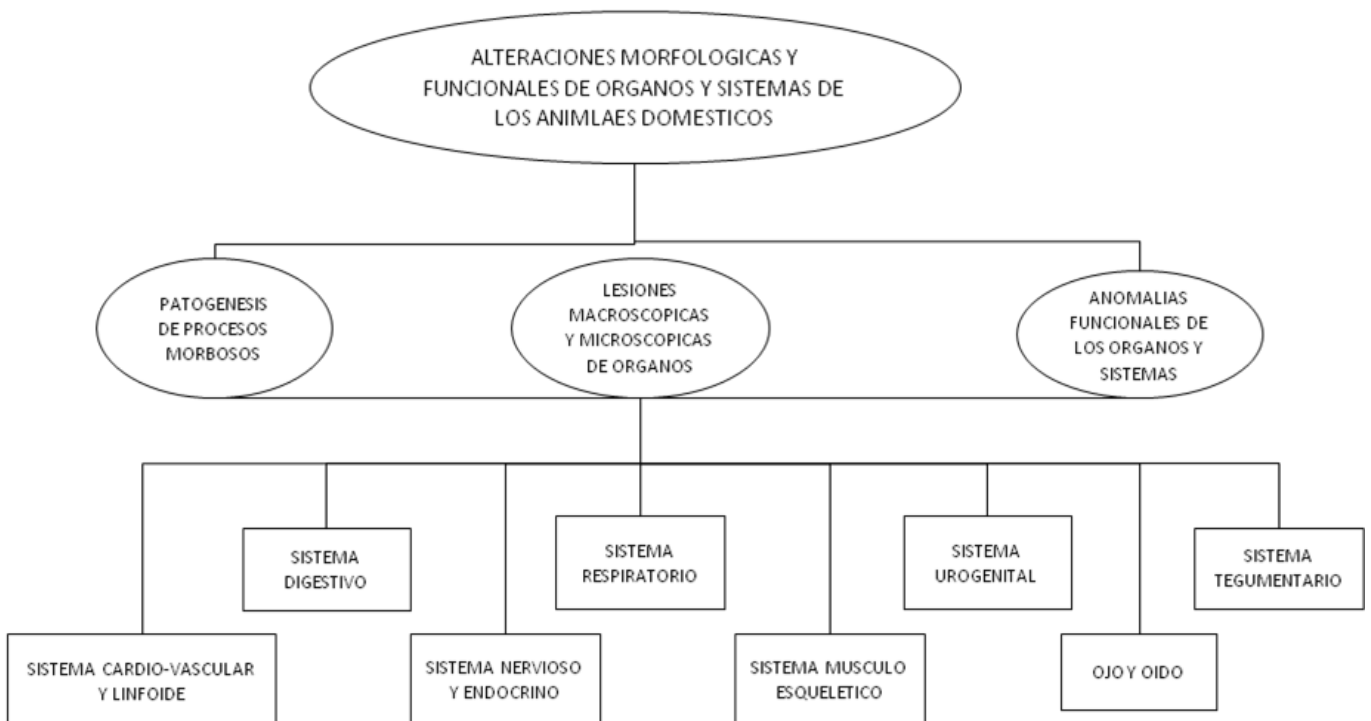 ALTERACIONES MORFOLOGICAS Y
FUNCIONALES DE ORGANOS Y SISTEMAS DE
LOS ANIMLAES DOMESTICOS
PATOGENESIS
DE PROCESOS
MORBOSOS
LESIONES
MACROSCOPICAS
Y MICROSCOPICAS
DE ORGANOS
ANOMALIAS
FUNCIONALES DE
LOS ORGANOS Y
SISTEMAS
SISTEMA
DIGESTIVO
SISTEMA
RESPIRATORIO
SISTEMA
UROGENITAL
SISTEMA
TEGUMENTARIO
SISTEMA CARDIO-VASCULAR
Y LINFOIDE
SISTEMA NERVIOSO
Y ENDOCRINO
SISTEMA MUSCULO
ESQUELETICO
OJO Y OIDO